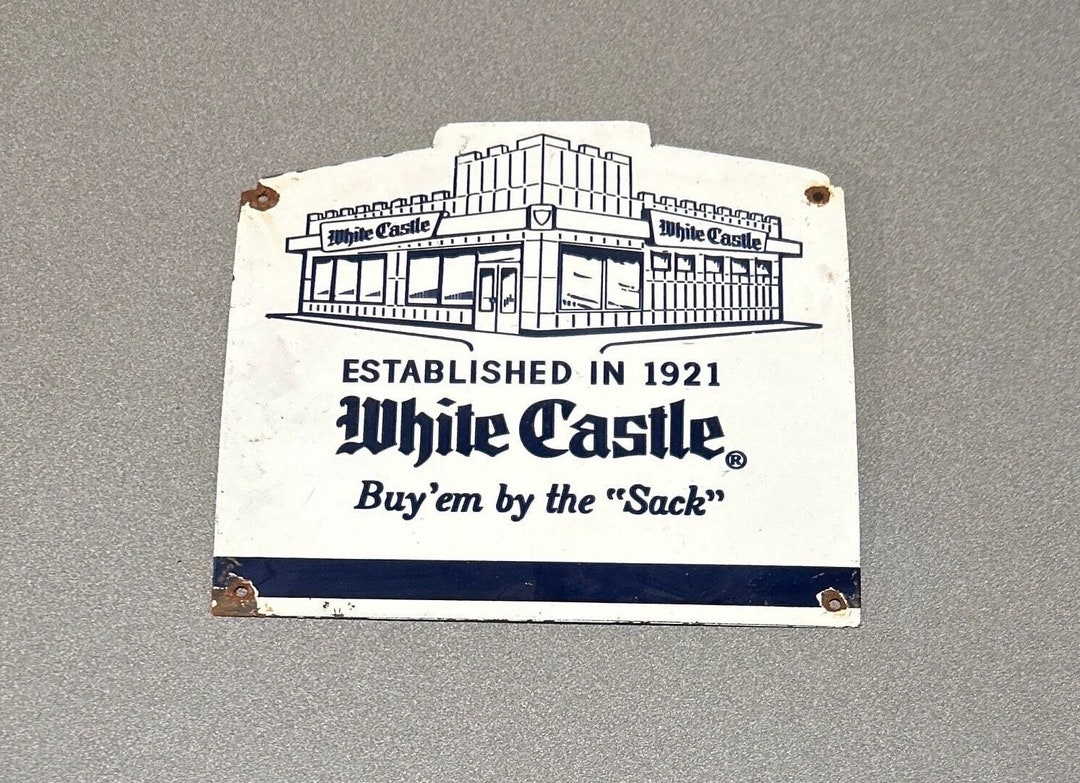 White Castle
White Castle
ESTABLISHED IN 1921
White Castle®
Buy 'em by the "Sack"